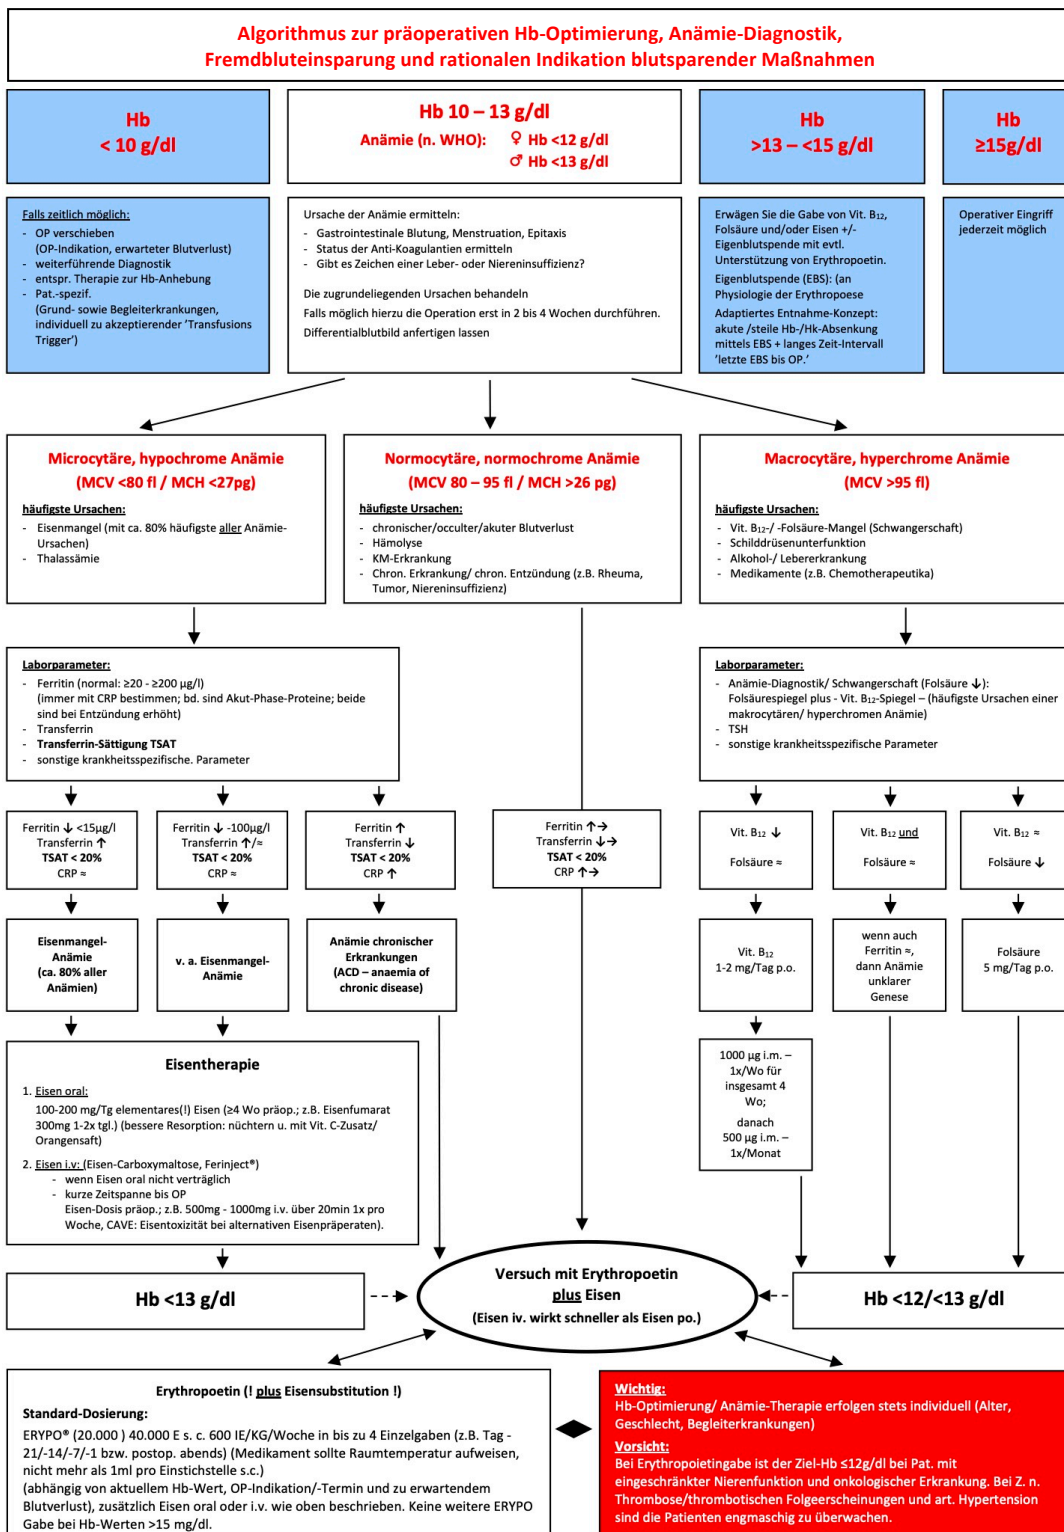 Algorithmus zur präoperativen Hb-Optimierung, Anämie-Diagnostik,
Fremdbluteinsparung und rationalen Indikation blutsparender Maßnahmen
Hb
< 10 g/dl
Hb 10 – 13 g/dl
Anämie (n. WHO): ♀ Hb <12 g/dl
♂ Hb <13 g/dl
Hb
>13 – <15 g/dl
Hb
≥15g/dl
Falls zeitlich möglich:
- OP verschieben
(OP-Indikation, erwarteter Blutverlust)
- weiterführende Diagnostik
- entspr. Therapie zur Hb-Anhebung
- Pat.-spezif.
(Grund- sowie Begleiterkrankungen,
individuell zu akzeptierender ’Transfusions
Trigger’)
Ursache der Anämie ermitteln:
- Gastrointestinale Blutung, Menstruation, Epitaxis
- Status der Anti-Koagulantien ermitteln
- Gibt es Zeichen einer Leber- oder Niereninsuffizienz?
Die zugrundeliegenden Ursachen behandeln
Falls möglich hierzu die Operation erst in 2 bis 4 Wochen durchführen.
Differentialblutbild anfertigen lassen
Erwägen Sie die Gabe von Vit. B12,
Folsäure und/oder Eisen +/-
Eigenblutspende mit evtl.
Unterstützung von Erythropoetin.
Eigenblutspende (EBS): (an
Physiologie der Erythropoese
Adaptiertes Entnahme-Konzept:
akute /steile Hb-/Hk-Absenkung
mittels EBS + langes Zeit-Intervall
’letzte EBS bis OP.’
Operativer Eingriff
jederzeit möglich
Microcytäre, hypochrome Anämie
(MCV <80 fl / MCH <27pg)
häufigste Ursachen:
- Eisenmangel (mit ca. 80% häufigste aller Anämie-
Ursachen)
- Thalassämie
Normocytäre, normochrome Anämie
(MCV 80 – 95 fl / MCH >26 pg)
häufigste Ursachen:
- chronischer/occulter/akuter Blutverlust
- Hämolyse
- KM-Erkrankung
- Chron. Erkrankung/ chron. Entzündung (z.B. Rheuma,
Tumor, Niereninsuffizienz)
Macrocytäre, hyperchrome Anämie
(MCV >95 fl)
häufigste Ursachen:
- Vit. B12-/ -Folsäure-Mangel (Schwangerschaft)
- Schilddrüsenunterfunktion
- Alkohol-/ Lebererkrankung
- Medikamente (z.B. Chemotherapeutika)
Laborparameter:
- Ferritin (normal: ≥20 - ≥200 µg/l)
(immer mit CRP bestimmen; bd. sind Akut-Phase-Proteine; beide
sind bei Entzündung erhöht)
- Transferrin
- Transferrin-Sättigung TSAT
- sonstige krankheitsspezifische. Parameter
Laborparameter:
- Anämie-Diagnostik/ Schwangerschaft (Folsäure ↓):
Folsäurespiegel plus - Vit. B12-Spiegel – (häufigste Ursachen einer
makrocytären/ hyperchromen Anämie)
- TSH
- sonstige krankheitsspezifische Parameter
Ferritin ↓ <15µg/l
Transferrin ↑
TSAT < 20%
CRP ≈
Ferritin ↓ -100µg/l
Transferrin ↑/≈
TSAT < 20%
CRP ≈
Ferritin ↑
Transferrin ↓
TSAT < 20%
CRP ↑
Ferritin ↑→
Transferrin ↓→
TSAT < 20%
CRP ↑→
Vit. B12 ↓
Folsäure ≈
Vit. B12 und
Folsäure ≈
Vit. B12 ≈
Folsäure ↓
Eisenmangel-
Anämie
(ca. 80% aller
Anämien)
v. a. Eisenmangel-
Anämie
Anämie chronischer
Erkrankungen
(ACD – anaemia of
chronic disease)
Vit. B12
1-2 mg/Tag p.o.
wenn auch
Ferritin ≈,
dann Anämie
unklarer
Genese
Folsäure
5 mg/Tag p.o.
Eisentherapie
1. Eisen oral:
100-200 mg/Tg elementares(!) Eisen (≥4 Wo präop.; z.B. Eisenfumarat
300mg 1-2x tgl.) (bessere Resorption: nüchtern u. mit Vit. C-Zusatz/
Orangensaft)
2. Eisen i.v: (Eisen-Carboxymaltose, Ferinject®)
- wenn Eisen oral nicht verträglich
- kurze Zeitspanne bis OP
Eisen-Dosis präop.; z.B. 500mg - 1000mg i.v. über 20min 1x pro
Woche, CAVE: Eisentoxizität bei alternativen Eisenpräperaten).
1000 µg i.m. –
1x/Wo für
insgesamt 4
Wo;
danach
500 µg i.m. –
1x/Monat
Hb <13 g/dl
Versuch mit Erythropoetin
plus Eisen
(Eisen iv. wirkt schneller als Eisen po.)
Hb <12/<13 g/dl
Erythropoetin (! plus Eisensubstitution !)
Standard-Dosierung:
ERYPO® (20.000 ) 40.000 E s. c. 600 IE/KG/Woche in bis zu 4 Einzelgaben (z.B. Tag -
21/-14/-7/-1 bzw. postop. abends) (Medikament sollte Raumtemperatur aufweisen,
nicht mehr als 1ml pro Einstichstelle s.c.)
(abhängig von aktuellem Hb-Wert, OP-Indikation/-Termin und zu erwartendem
Blutverlust), zusätzlich Eisen oral oder i.v. wie oben beschrieben. Keine weitere ERYPO
Gabe bei Hb-Werten >15 mg/dl.
Wichtig:
Hb-Optimierung/ Anämie-Therapie erfolgen stets individuell (Alter,
Geschlecht, Begleiterkrankungen)
Vorsicht:
Bei Erythropoietingabe ist der Ziel-Hb ≤12g/dl bei Pat. mit
eingeschränkter Nierenfunktion und onkologischer Erkrankung. Bei Z. n.
Thrombose/thrombotischen Folgeerscheinungen und art. Hypertension
sind die Patienten engmaschig zu überwachen.